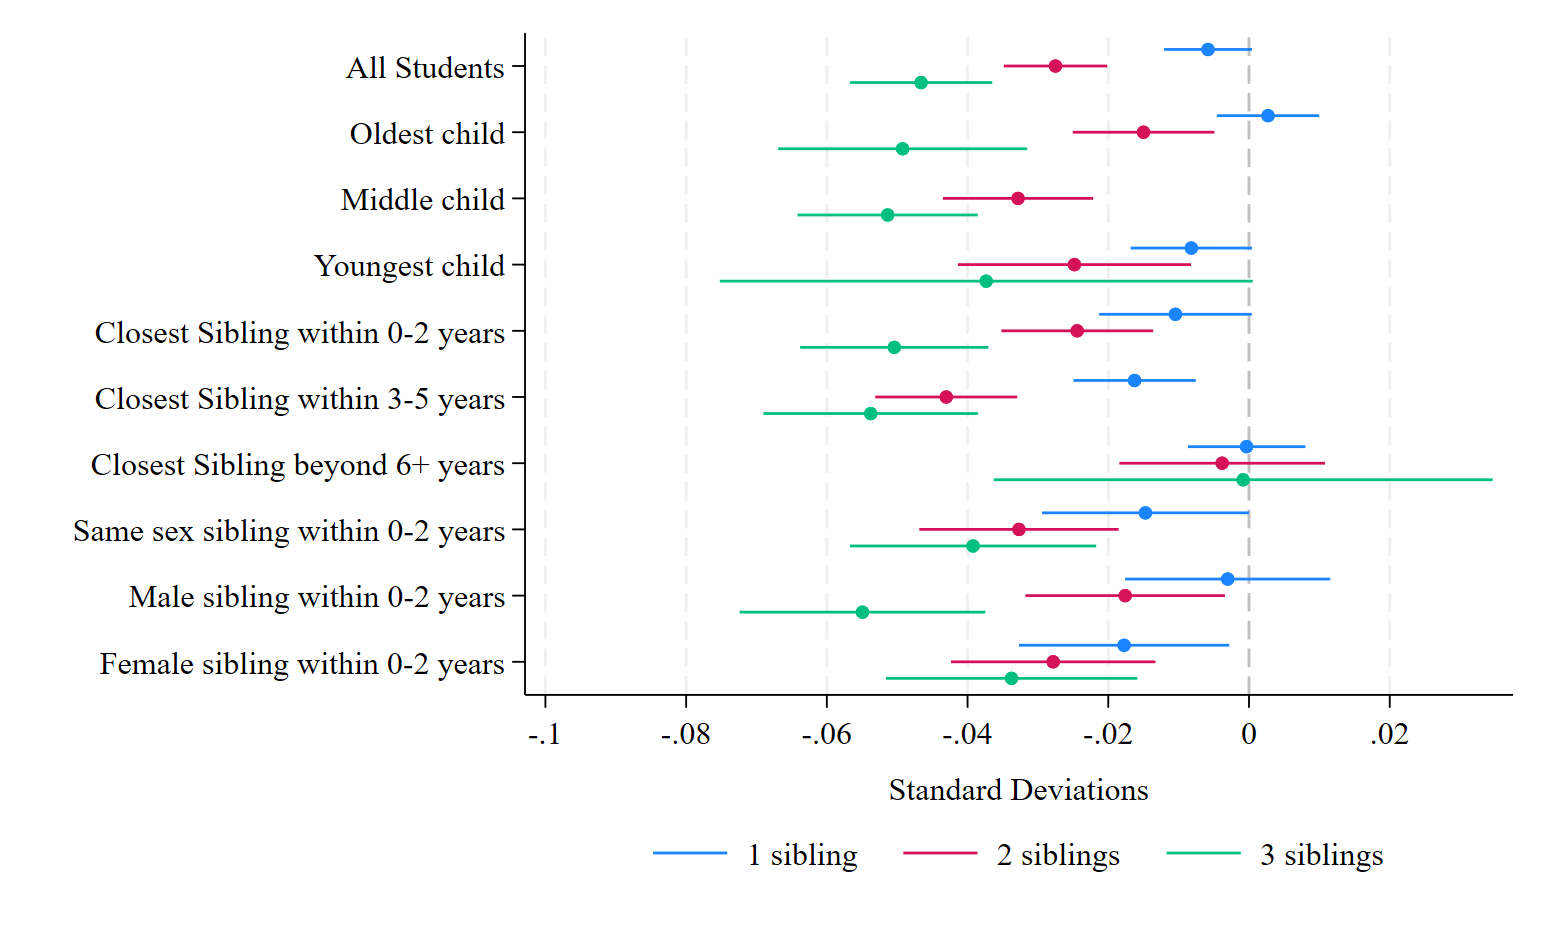 All Students
Oldest child
Middle child
Youngest child
Closest Sibling within 0-2 years
Closest Sibling within 3-5 years
Closest Sibling beyond 6+ years
Same sex sibling within 0-2 years
Male sibling within 0-2 years
Female sibling within 0-2 years
-.1 -.08 -.06 -.04 -.02 0 .02
Standard Deviations
1 sibling 2 siblings 3 siblings